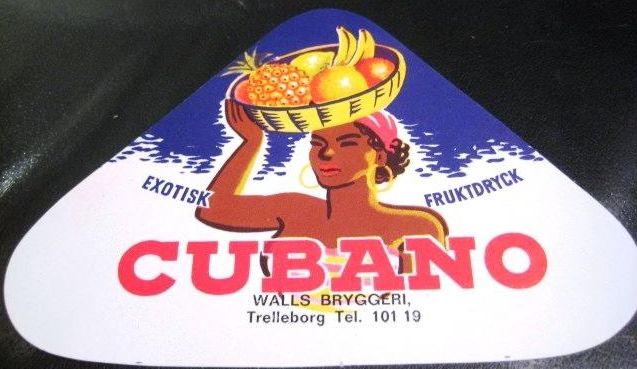 EXOTISK FRUKTDRYCK
CUBANO
WALLS BRYGGERI,
Trelleborg Tel. 101 19